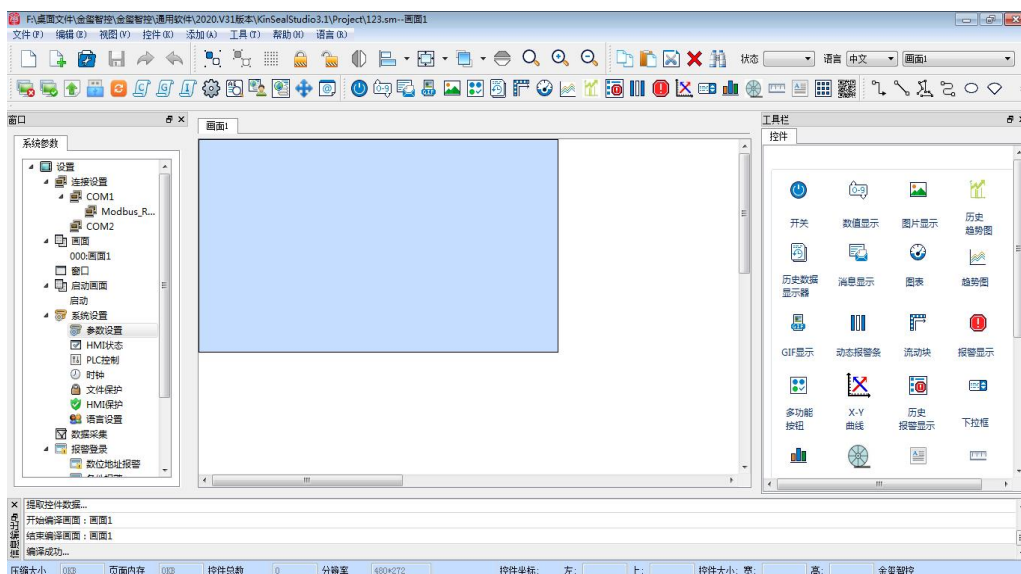 F:\桌面文件\金玺智控\金玺智控\通用软件\2020.V31版本\KinSealStudio3.1\Project\123.sm--画面1
文件(F) 编辑(E) 视图(V) 控件(K) 添加(A) 工具(T) 帮助(H) 语言(R)
状态 语言 中文 画面1
窗口
系统参数
设置
连接设置
COM1
Modbus_R...
COM2
画面
000:画面1
窗口
启动画面
启动
系统设置
参数设置
HMI状态
PLC控制
时钟
文件保护
HMI保护
语言设置
数据采集
报警登录
数位地址报警
画面1
工具栏
控件
开关 数值显示 图片显示 历史趋势图
历史数据显示器 消息显示 图表 趋势图
GIF显示 动态报警条 流动块 报警显示
多功能按钮 X-Y曲线 历史报警显示 下拉框
提取控件数据...
开始编译画面：画面1
结束编译画面：画面1
编译成功...
压缩大小 0KB 页面内存 0KB 控件总数 0 分辨率 480*272 控件坐标: 左: 上: 控件大小: 宽: 高: 金玺智控